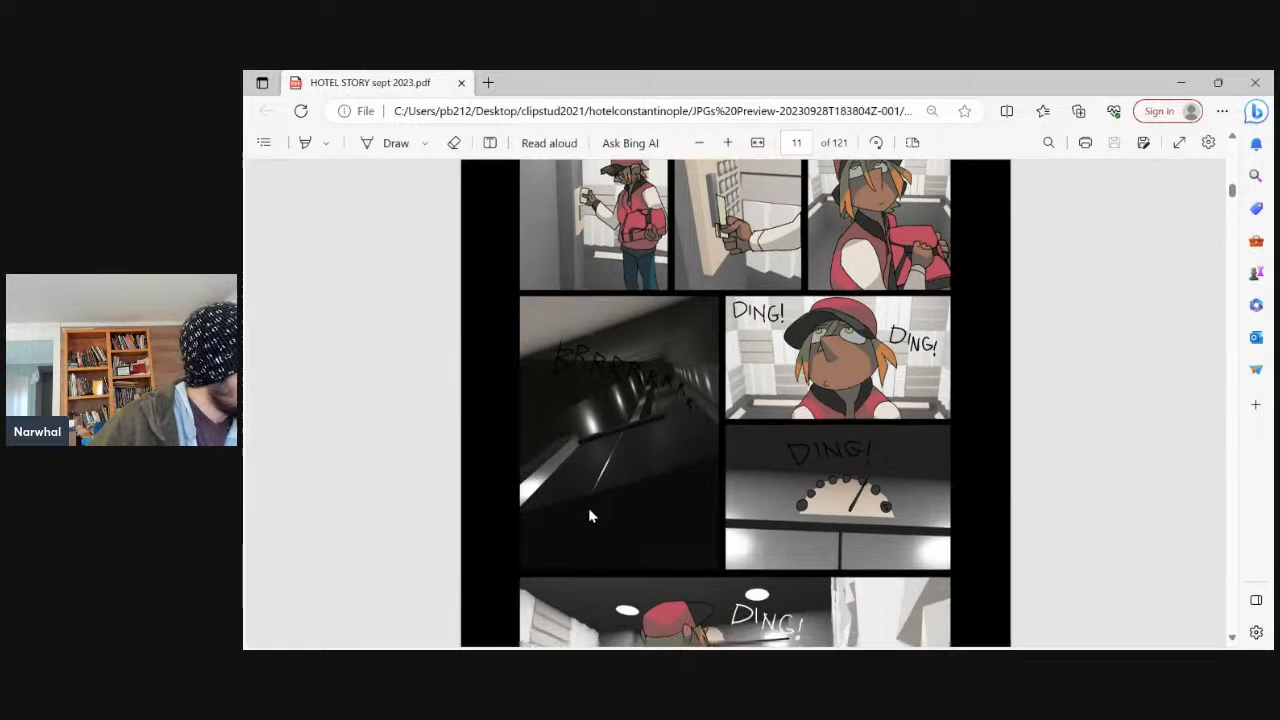 HOTEL STORY sept 2023.pdf
File
C:/Users/pb212/Desktop/clipstud2021/hotelconstantinople/JPGs%20Preview-20230928T183804Z-001/...
Sign in
Draw
Read aloud
Ask Bing AI
11
of 121
DING!
DING!
BRRRRRRRRR
DING!
DING!
Narwhal